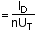 = I_D / nU_T